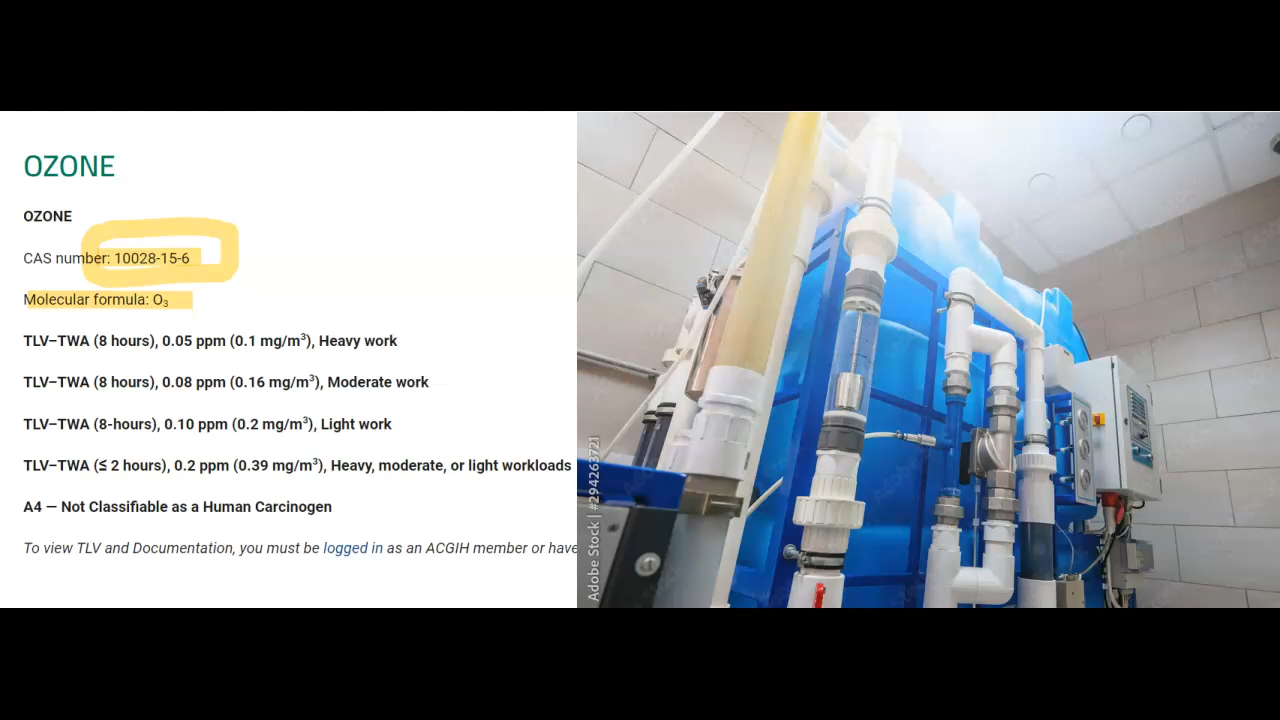 OZONE
OZONE
CAS number: 10028-15-6
Molecular formula: O₃
TLV–TWA (8 hours), 0.05 ppm (0.1 mg/m³), Heavy work
TLV–TWA (8 hours), 0.08 ppm (0.16 mg/m³), Moderate work
TLV–TWA (8-hours), 0.10 ppm (0.2 mg/m³), Light work
TLV–TWA (≤ 2 hours), 0.2 ppm (0.39 mg/m³), Heavy, moderate, or light workloads
A4 — Not Classifiable as a Human Carcinogen
To view TLV and Documentation, you must be logged in as an ACGIH member or have
Adobe Stock | #294263721